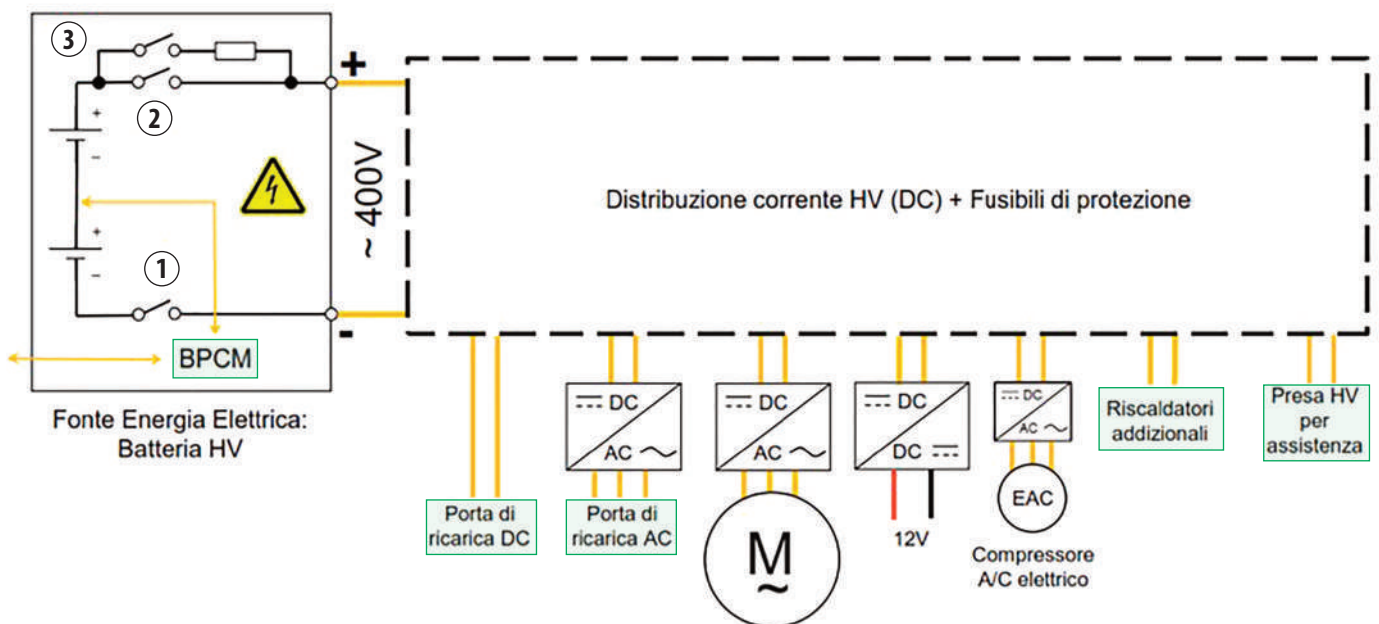 ③
+
②
+
−
~ 400V
Distribuzione corrente HV (DC) + Fusibili di protezione
+
−
①
-
BPCM
Fonte Energia Elettrica:
Batteria HV
DC
AC
DC
AC
DC
DC
DC
AC
Riscaldatori
addizionali
Presa HV
per
assistenza
Porta di
ricarica DC
Porta di
ricarica AC
M
~
12V
EAC
Compressore
A/C elettrico